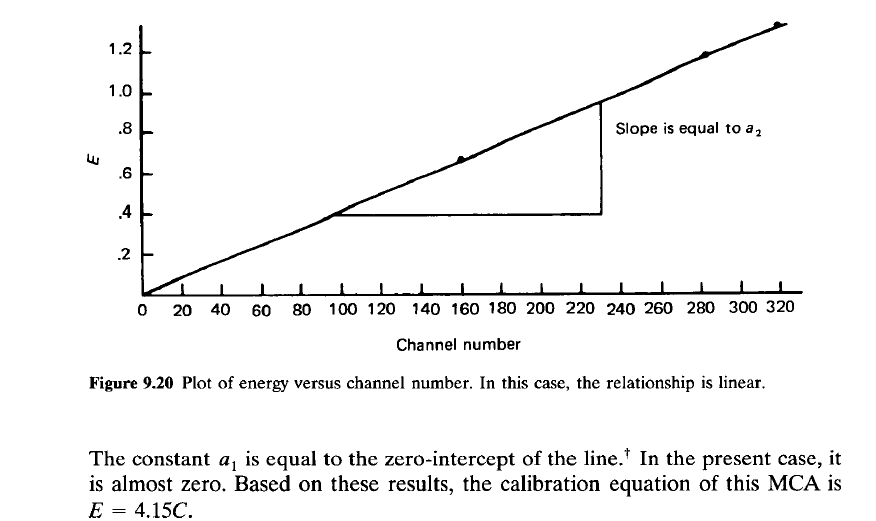 1.2
1.0
.8
Slope is equal to a₂
E
.6
.4
.2
0 20 40 60 80 100 120 140 160 180 200 220 240 260 280 300 320
Channel number
Figure 9.20 Plot of energy versus channel number. In this case, the relationship is linear.
The constant a₁ is equal to the zero-intercept of the line.† In the present case, it
is almost zero. Based on these results, the calibration equation of this MCA is
E = 4.15C.